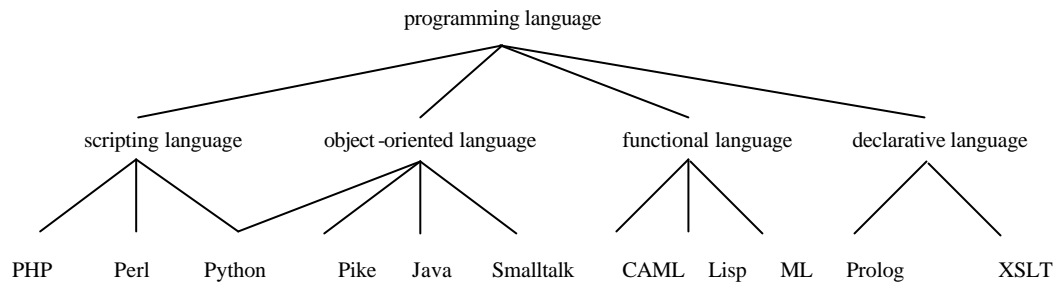 programming language
scripting language object-oriented language functional language declarative language
PHP Perl Python Pike Java Smalltalk CAML Lisp ML Prolog XSLT